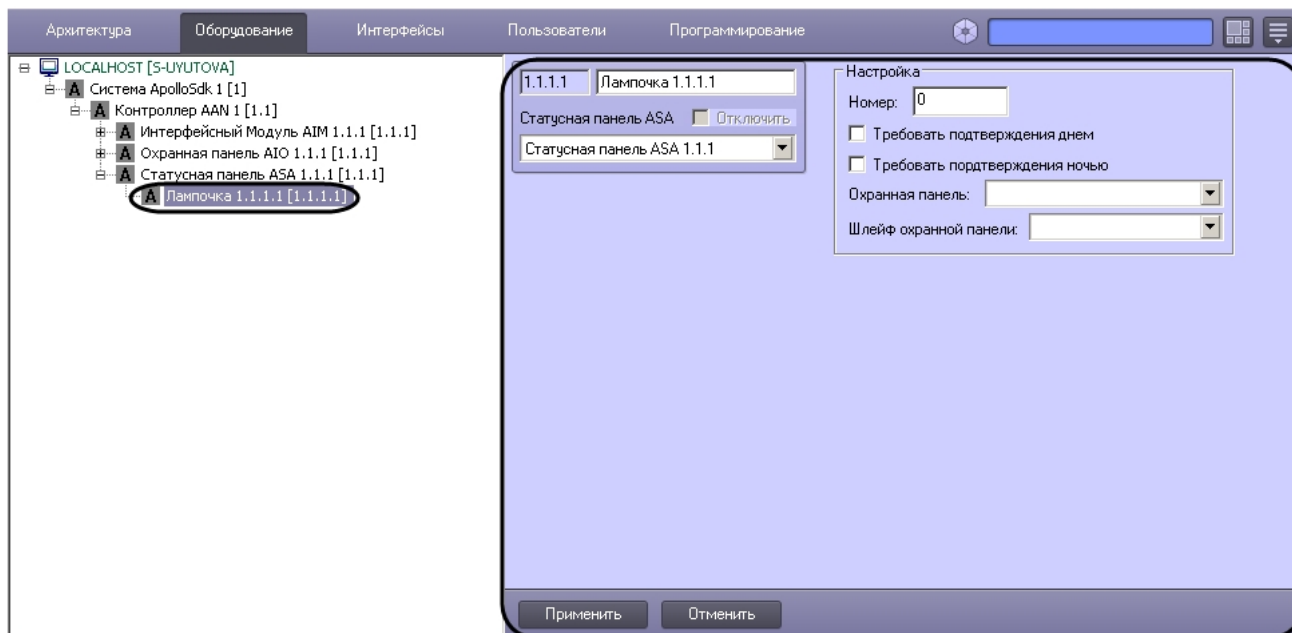 Архитектура Оборудование Интерфейсы Пользователи Программирование
LOCALHOST [S-UYUTOVA]
Система ApolloSdk 1 [1]
Контроллер AAN 1 [1.1]
Интерфейсный Модуль AIM 1.1.1 [1.1.1]
Охранная панель AIO 1.1.1 [1.1.1]
Статусная панель ASA 1.1.1 [1.1.1]
Лампочка 1.1.1.1 [1.1.1.1]
1.1.1.1 Лампочка 1.1.1.1
Статусная панель ASA Отключить
Статусная панель ASA 1.1.1
Настройка
Номер: 0
Требовать подтверждения днем
Требовать пордтверждения ночью
Охранная панель:
Шлейф охранной панели:
Применить Отменить